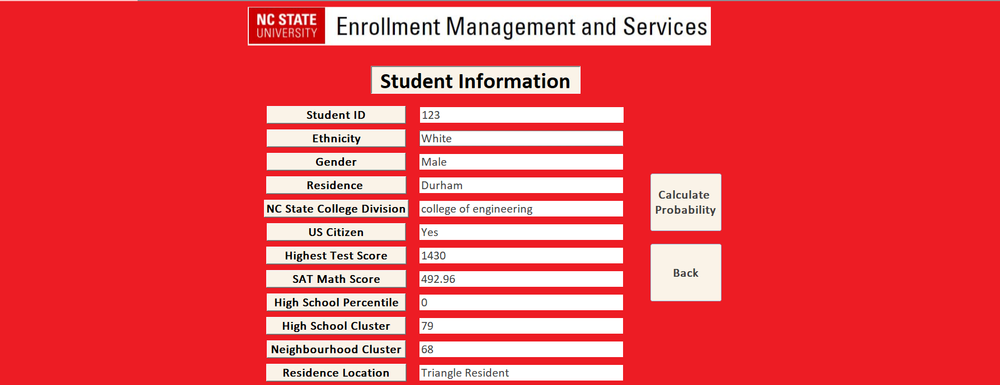 NC STATE
UNIVERSITY
Enrollment Management and Services
Student Information
Student ID 123
Ethnicity White
Gender Male
Residence Durham
NC State College Division college of engineering
US Citizen Yes
Highest Test Score 1430
SAT Math Score 492.96
High School Percentile 0
High School Cluster 79
Neighbourhood Cluster 68
Residence Location Triangle Resident
Calculate
Probability
Back